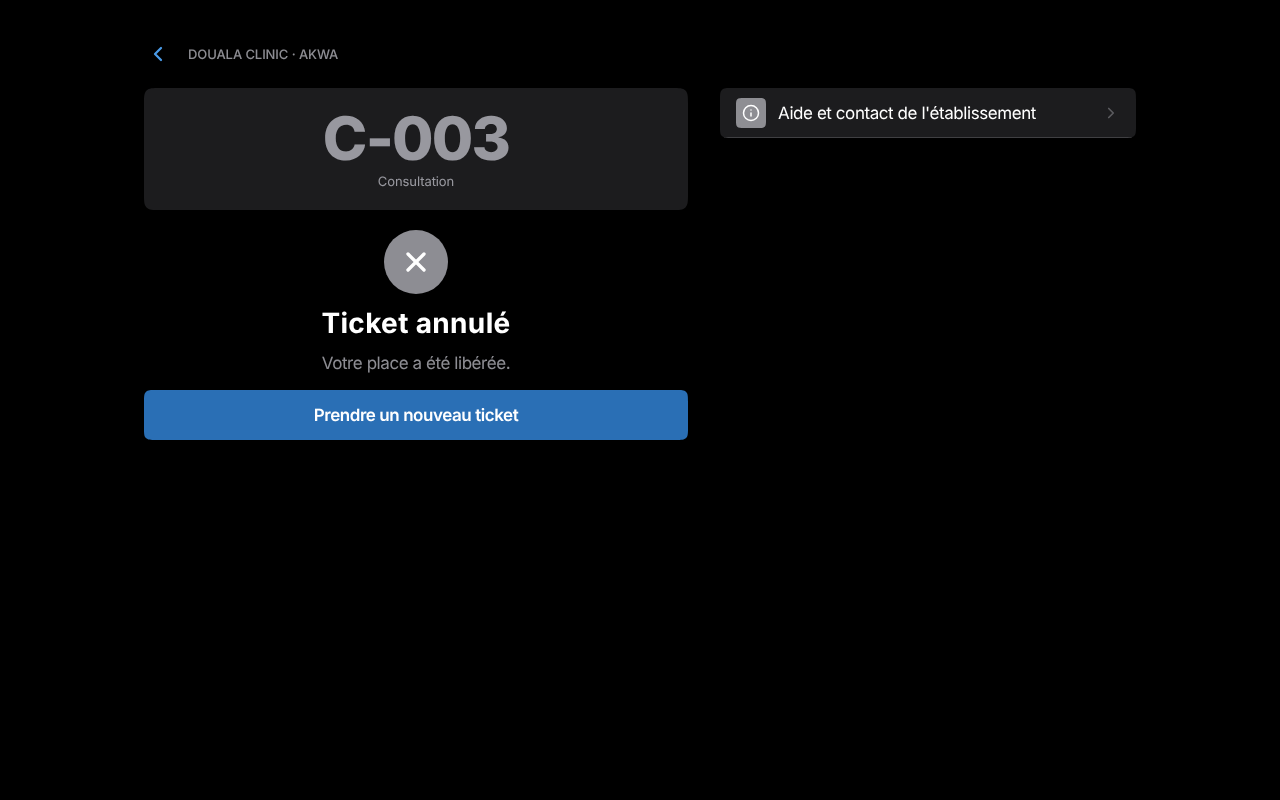 DOUALA CLINIC · AKWA
C-003
Consultation
Ticket annulé
Votre place a été libérée.
Prendre un nouveau ticket
Aide et contact de l'établissement